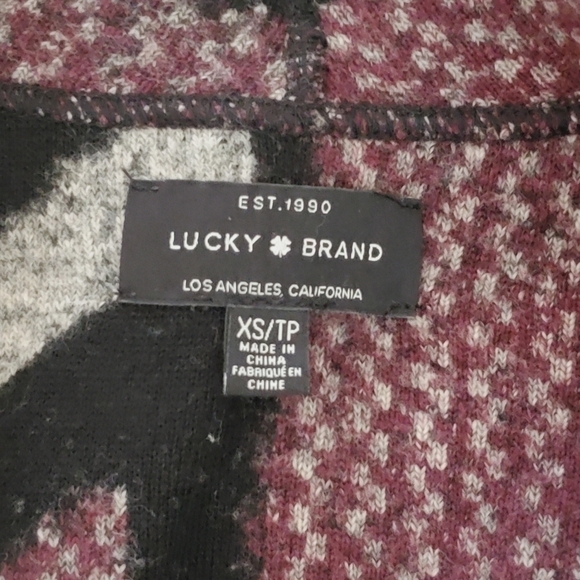 EST.1990
LUCKY BRAND
LOS ANGELES, CALIFORNIA
XS/TP
MADE IN
CHINA
FABRIQUÉ EN
CHINE